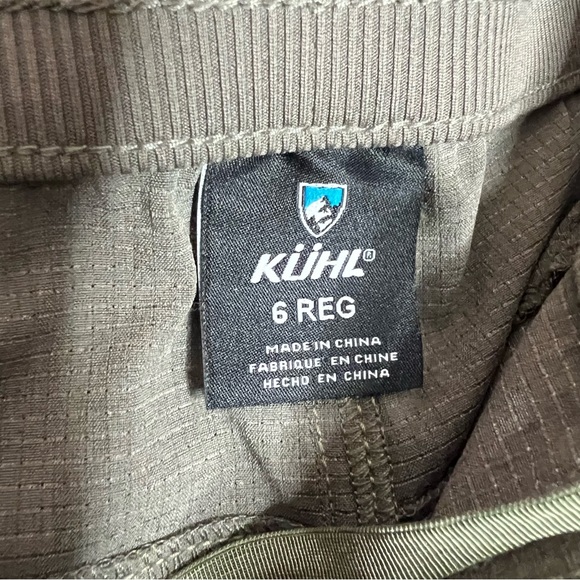 KÜHL®
6 REG
MADE IN CHINA
FABRIQUE EN CHINE
HECHO EN CHINA